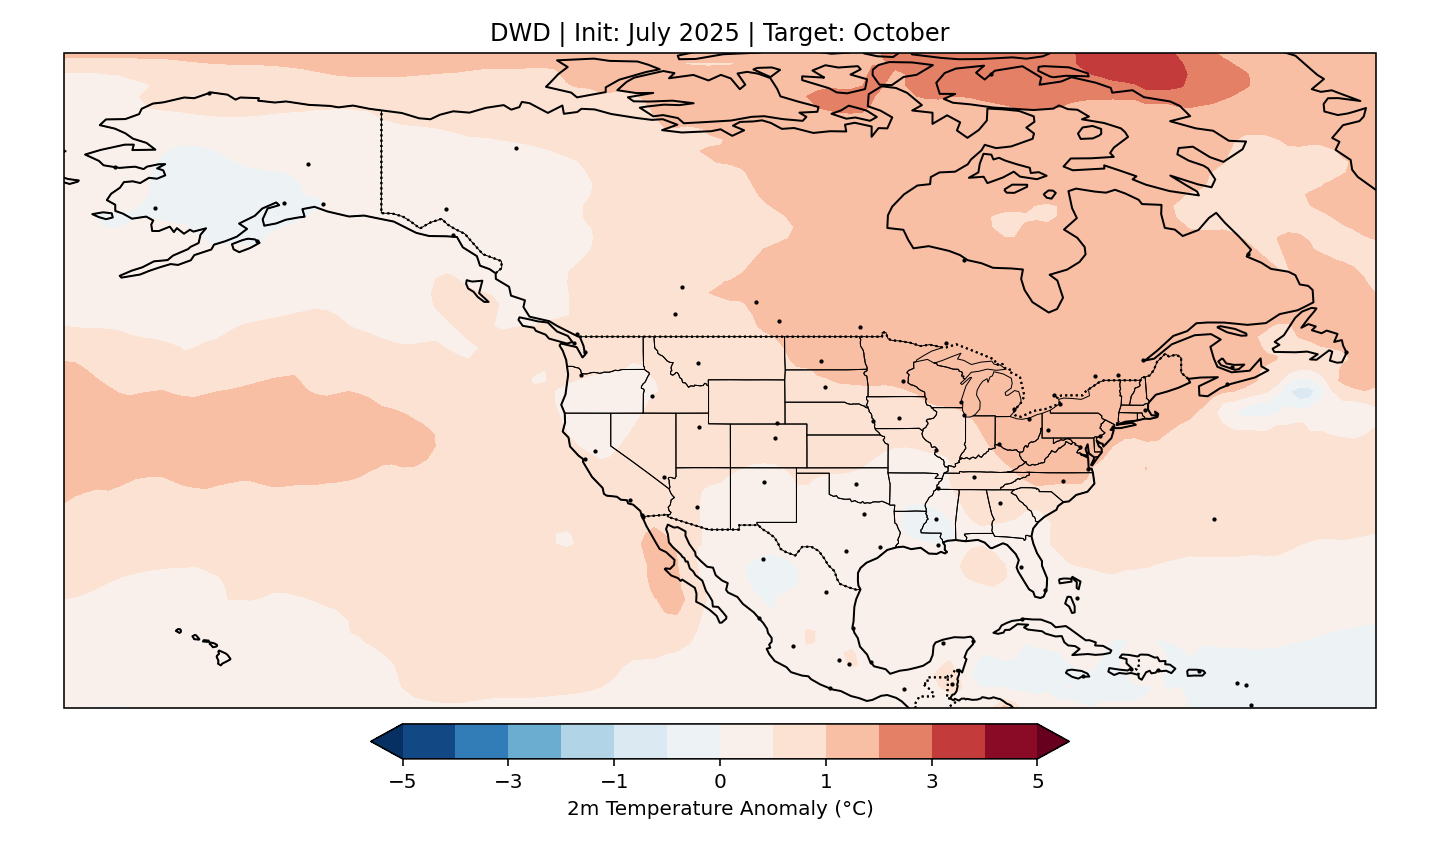 DWD | Init: July 2025 | Target: October
−5 −3 −1 0 1 3 5
2m Temperature Anomaly (°C)